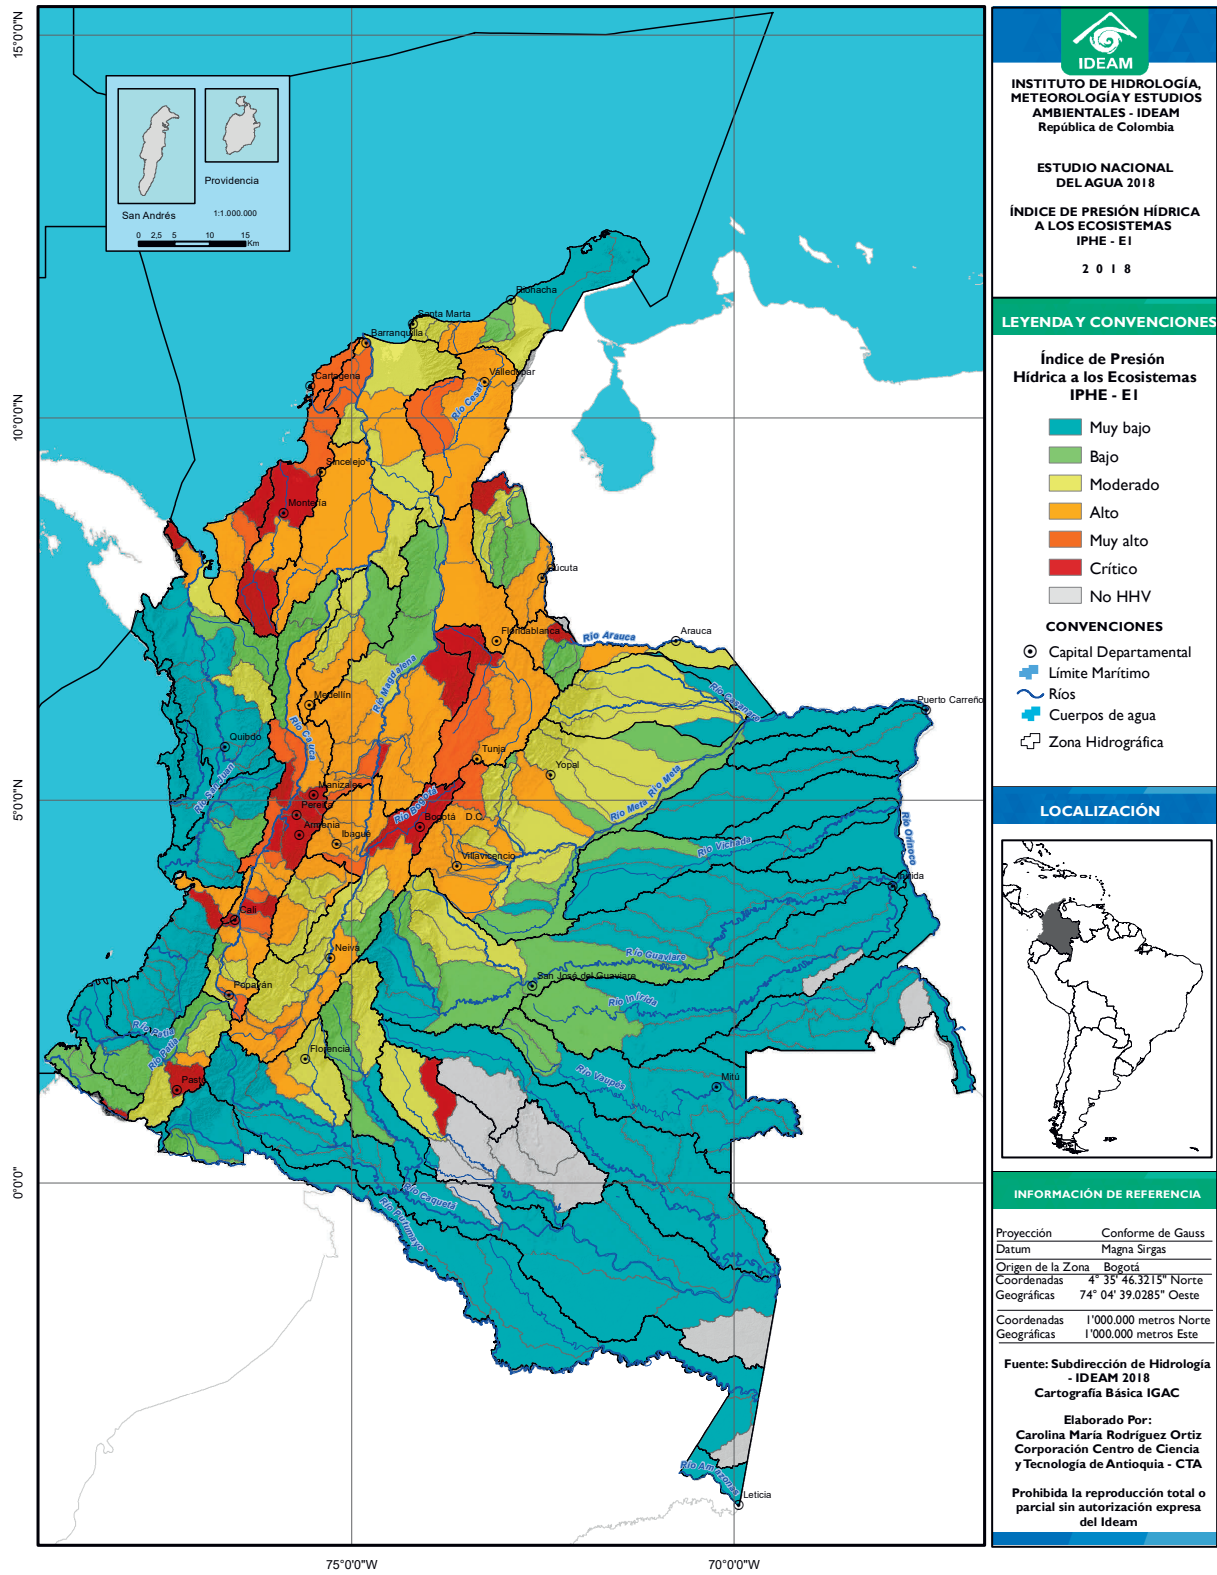 15°0'0"N
10°0'0"N
5°0'0"N
0°0'0"
75°0'0"W
70°0'0"W
San Andrés
Providencia
1:1.000.000
0 2,5 5 10 15
Km
Riohacha
Santa Marta
Barranquilla
Cartagena
Valledupar
Río Cesar
Sincelejo
Montería
Cúcuta
Floridablanca
Río Arauca
Arauca
Río Magdalena
Medellín
Río Casanare
Puerto Carreño
Río Cauca
Quibdo
Tunja
Yopal
Río San Juan
Manizales
Río Meta
Río Meta
Pereira
Río Bogotá
Armenia
Bogotá D.C.
Ibagué
Río Vichada
Río Orinoco
Villavicencio
Inírida
Cali
Neiva
Río Guaviare
San José del Guaviare
Popayán
Río Inírida
Río Patía
Río Patía
Florencia
Río Vaupés
Mitú
Pasto
Río Caquetá
Río Putumayo
Río Amazonas
Leticia
IDEAM
INSTITUTO DE HIDROLOGÍA,
METEOROLOGÍA Y ESTUDIOS
AMBIENTALES - IDEAM
República de Colombia
ESTUDIO NACIONAL
DEL AGUA 2018
ÍNDICE DE PRESIÓN HÍDRICA
A LOS ECOSISTEMAS
IPHE - E1
2 0 1 8
LEYENDA Y CONVENCIONES
Índice de Presión
Hídrica a los Ecosistemas
IPHE - E1
Muy bajo
Bajo
Moderado
Alto
Muy alto
Crítico
No HHV
CONVENCIONES
Capital Departamental
Límite Marítimo
Ríos
Cuerpos de agua
Zona Hidrográfica
LOCALIZACIÓN
INFORMACIÓN DE REFERENCIA
Proyección Conforme de Gauss
Datum Magna Sirgas
Origen de la Zona Bogotá
Coordenadas 4° 35' 46.3215" Norte
Geográficas 74° 04' 39.0285" Oeste
Coordenadas 1'000.000 metros Norte
Geográficas 1'000.000 metros Este
Fuente: Subdirección de Hidrología
- IDEAM 2018
Cartografía Básica IGAC
Elaborado Por:
Carolina María Rodríguez Ortiz
Corporación Centro de Ciencia
y Tecnología de Antioquia - CTA
Prohibida la reproducción total o
parcial sin autorización expresa
del Ideam